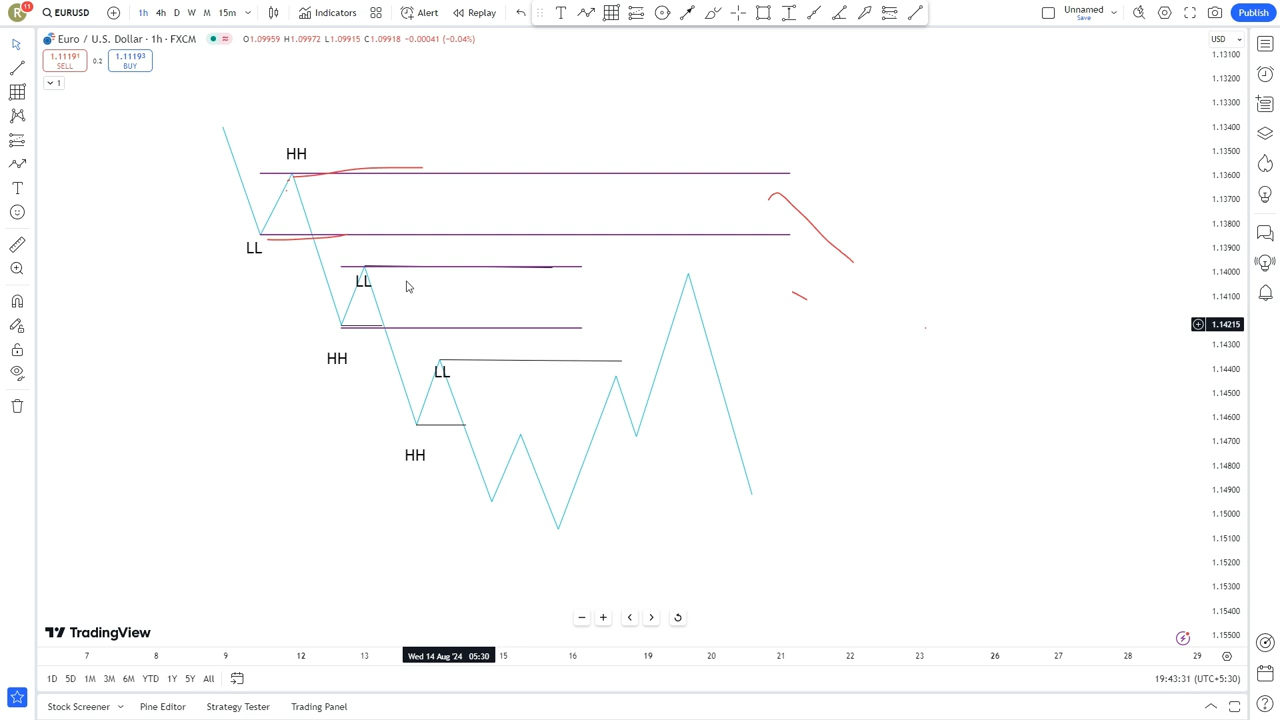 R 11 EURUSD 1h 4h D W M 15m Indicators Alert Replay Unnamed Save Publish
Euro / U.S. Dollar · 1h · FXCM O1.09959 H1.09972 L1.09915 C1.09918 −0.00041 (−0.04%) USD
1.11191 SELL 0.2 1.11193 BUY
1
1.13100
1.13200
1.13300
1.13400
1.13500
1.13600
1.13700
1.13800
1.13900
1.14000
1.14100
1.14215
1.14300
1.14400
1.14500
1.14600
1.14700
1.14800
1.14900
1.15000
1.15100
1.15200
1.15300
1.15400
1.15500
HH
LL
LL
HH
LL
HH
TradingView
7 8 9 12 13 Wed 14 Aug '24 05:30 15 16 19 20 21 22 23 26 27 28 29
1D 5D 1M 3M 6M YTD 1Y 5Y All 19:43:31 (UTC+5:30)
Stock Screener Pine Editor Strategy Tester Trading Panel